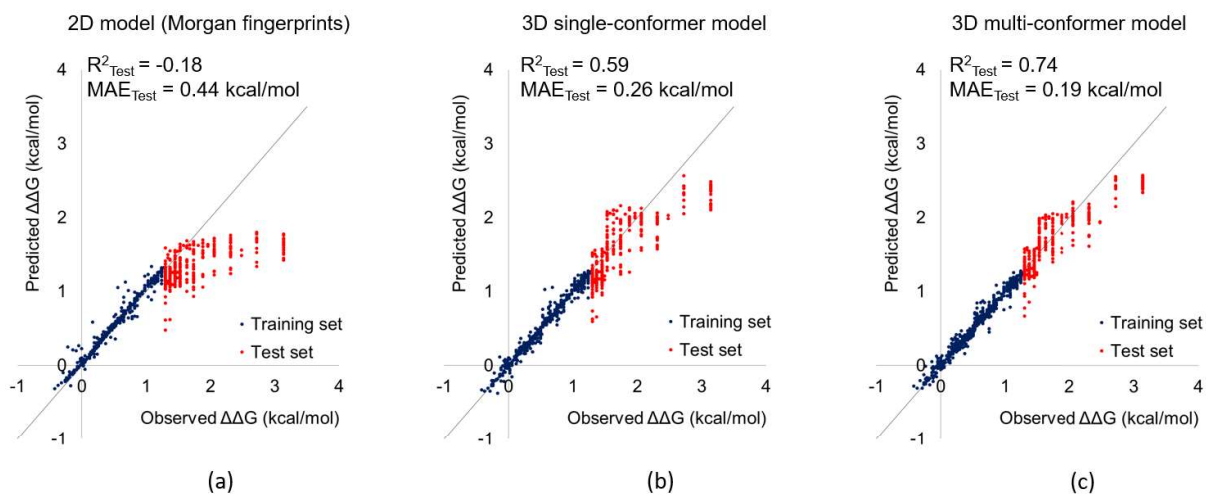 2D model (Morgan fingerprints)
R²Test = -0.18
MAETest = 0.44 kcal/mol
Predicted ΔΔG (kcal/mol)
4
3
2
1
0
-1
-1 0 1 2 3 4
Observed ΔΔG (kcal/mol)
Training set
Test set
(a)
3D single-conformer model
R²Test = 0.59
MAETest = 0.26 kcal/mol
Predicted ΔΔG (kcal/mol)
4
3
2
1
0
-1
-1 0 1 2 3 4
Observed ΔΔG (kcal/mol)
Training set
Test set
(b)
3D multi-conformer model
R²Test = 0.74
MAETest = 0.19 kcal/mol
Predicted ΔΔG (kcal/mol)
4
3
2
1
0
-1
-1 0 1 2 3 4
Observed ΔΔG (kcal/mol)
Training set
Test set
(c)